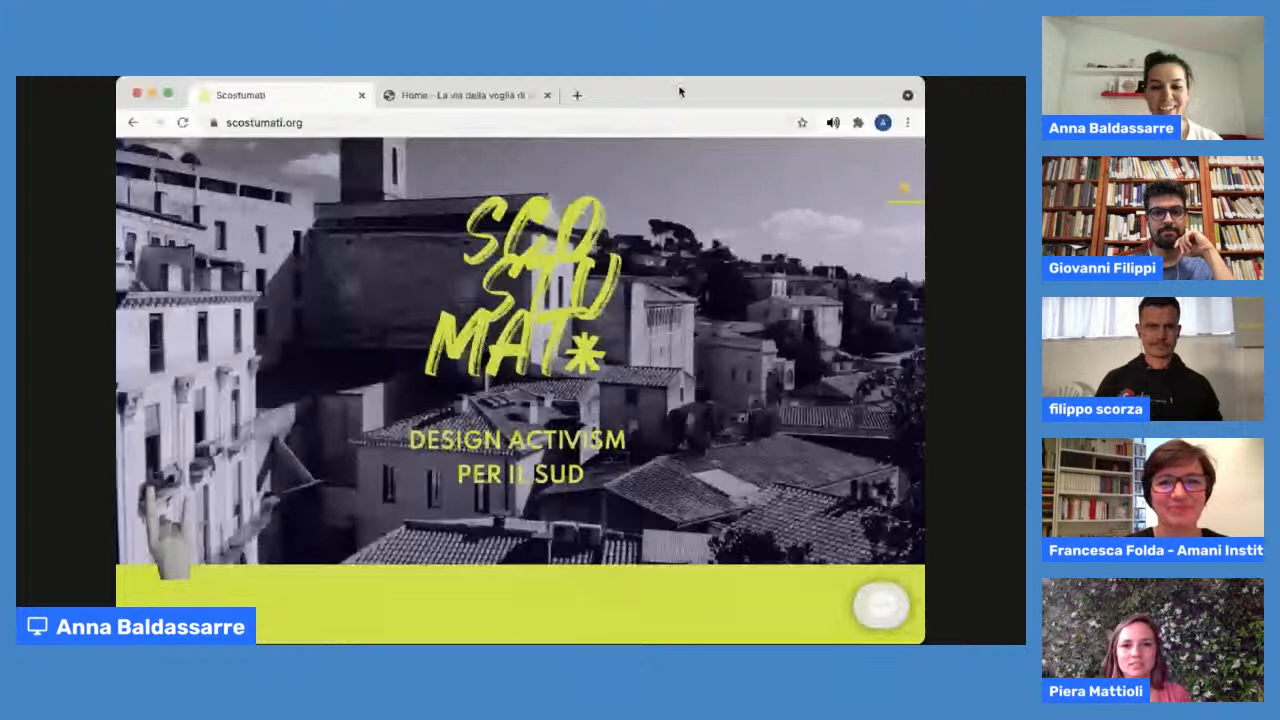 Scostumati
Home - La via della voglia di
scostumati.org
A
SCO
STU
MAT*
DESIGN ACTIVISM
PER IL SUD
Anna Baldassarre
Anna Baldassarre
Giovanni Filippi
filippo scorza
Francesca Folda - Amani Instit
Piera Mattioli